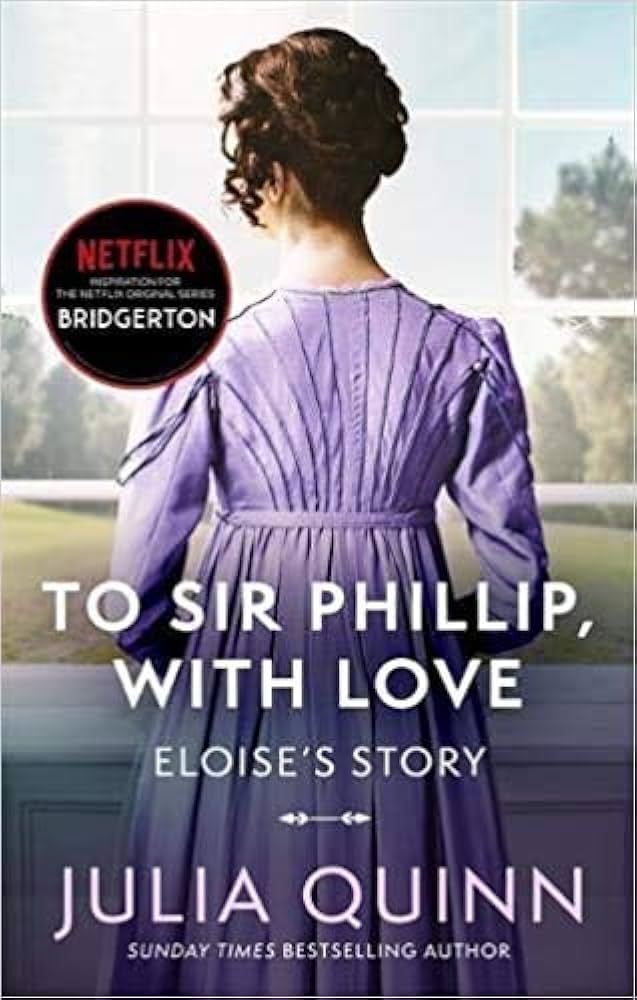 NETFLIX
INSPIRATION FOR
THE NETFLIX ORIGINAL SERIES
BRIDGERTON
TO SIR PHILLIP,
WITH LOVE
ELOISE'S STORY
JULIA QUINN
SUNDAY TIMES BESTSELLING AUTHOR